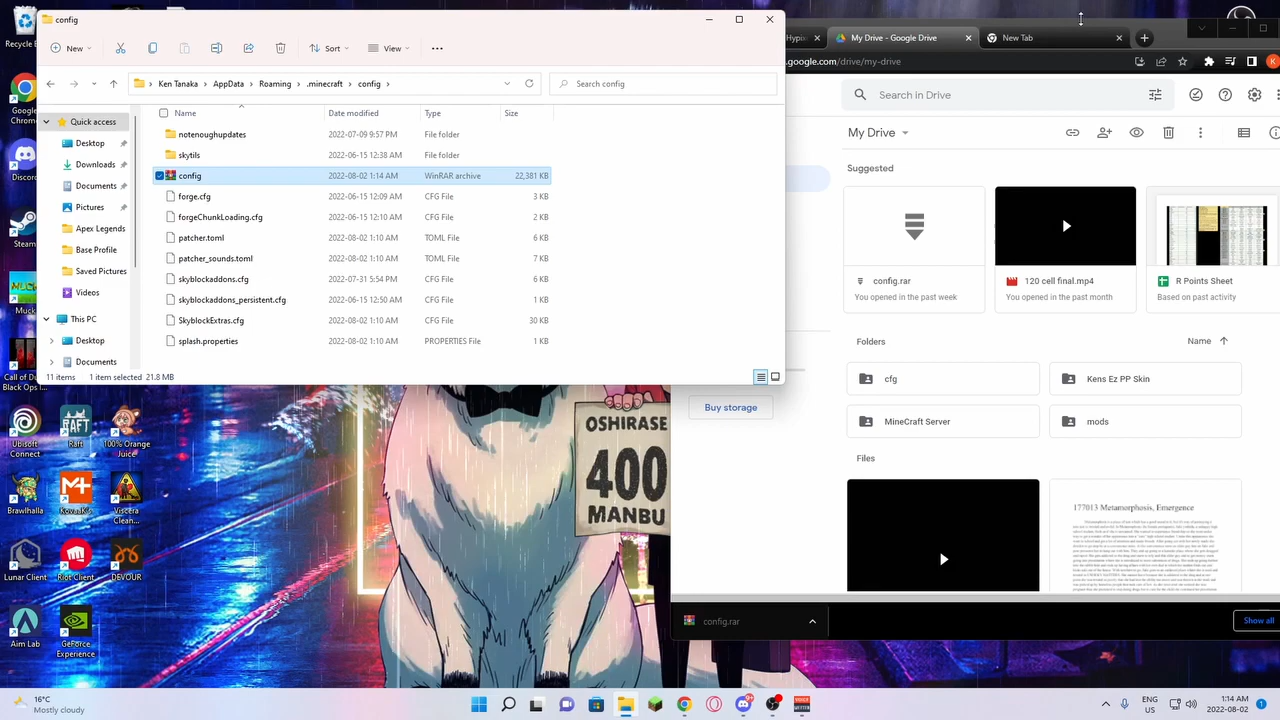 config
New
Sort
View
Ken Tanaka
AppData
Roaming
.minecraft
config
Search config
Name
Date modified
Type
Size
Quick access
Desktop
Downloads
Documents
Pictures
Apex Legends
Base Profile
Saved Pictures
Videos
This PC
Desktop
Documents
notenoughupdates 2022-07-09 9:57 PM File folder
skytils 2022-06-15 12:38 AM File folder
config 2022-08-02 1:14 AM WinRAR archive 22,381 KB
forge.cfg 2022-06-15 12:09 AM CFG File 3 KB
forgeChunkLoading.cfg 2022-06-15 12:10 AM CFG File 2 KB
patcher.toml 2022-08-02 1:10 AM TOML File 6 KB
patcher_sounds.toml 2022-08-02 1:10 AM TOML File 7 KB
skyblockaddons.cfg 2022-07-31 5:54 PM CFG File 6 KB
skyblockaddons_persistent.cfg 2022-06-15 12:50 AM CFG File 1 KB
SkyblockExtras.cfg 2022-08-02 1:10 AM CFG File 30 KB
splash.properties 2022-08-02 1:10 AM PROPERTIES File 1 KB
11 items
1 item selected 21.8 MB
Recycle
Google
Steam
Muck
Call of Du
Black Ops I
Ubisoft
Connect
Raft
100% Orange
Juice
Brawlhalla
KovaaK's
Viscera
Clean...
Lunar Client
Riot Client
DEVOUR
Aim Lab
GeForce
Experience
OSHIRASE
400
MANBU
Hypix
My Drive - Google Drive
New Tab
.google.com/drive/my-drive
Search in Drive
My Drive
Suggested
config.rar
You opened in the past week
120 cell final.mp4
You opened in the past month
R Points Sheet
Based on past activity
Folders
Name
cfg
Kens Ez PP Skin
MineCraft Server
mods
Files
177013 Metamorphosis, Emergence
Buy storage
config.rar
Show all
16°C
Mostly cloudy
ENG
US
2022-08-02